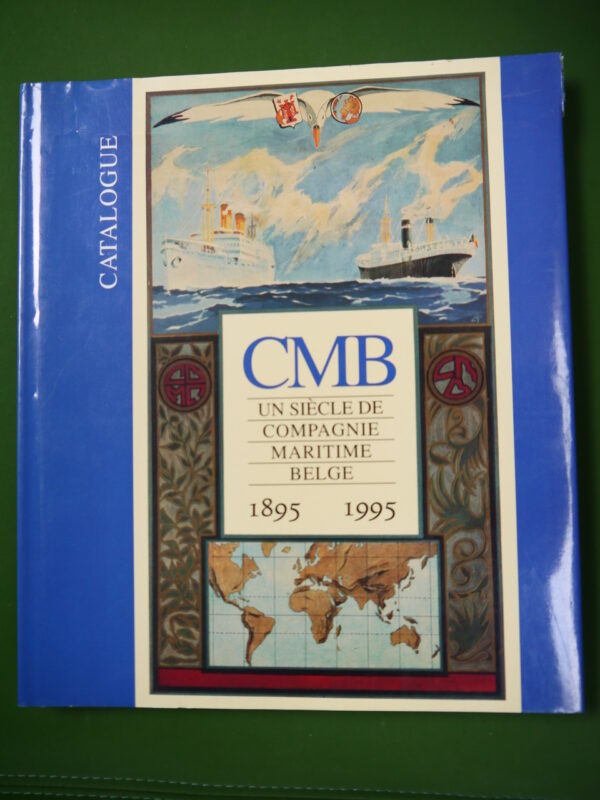 CATALOGUE
CMB
UN SIÈCLE DE
COMPAGNIE
MARITIME
BELGE
1895 1995